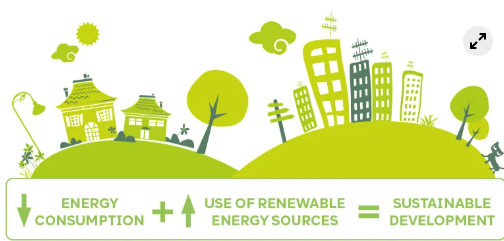 ENERGY
CONSUMPTION
+
USE OF RENEWABLE
ENERGY SOURCES
=
SUSTAINABLE
DEVELOPMENT